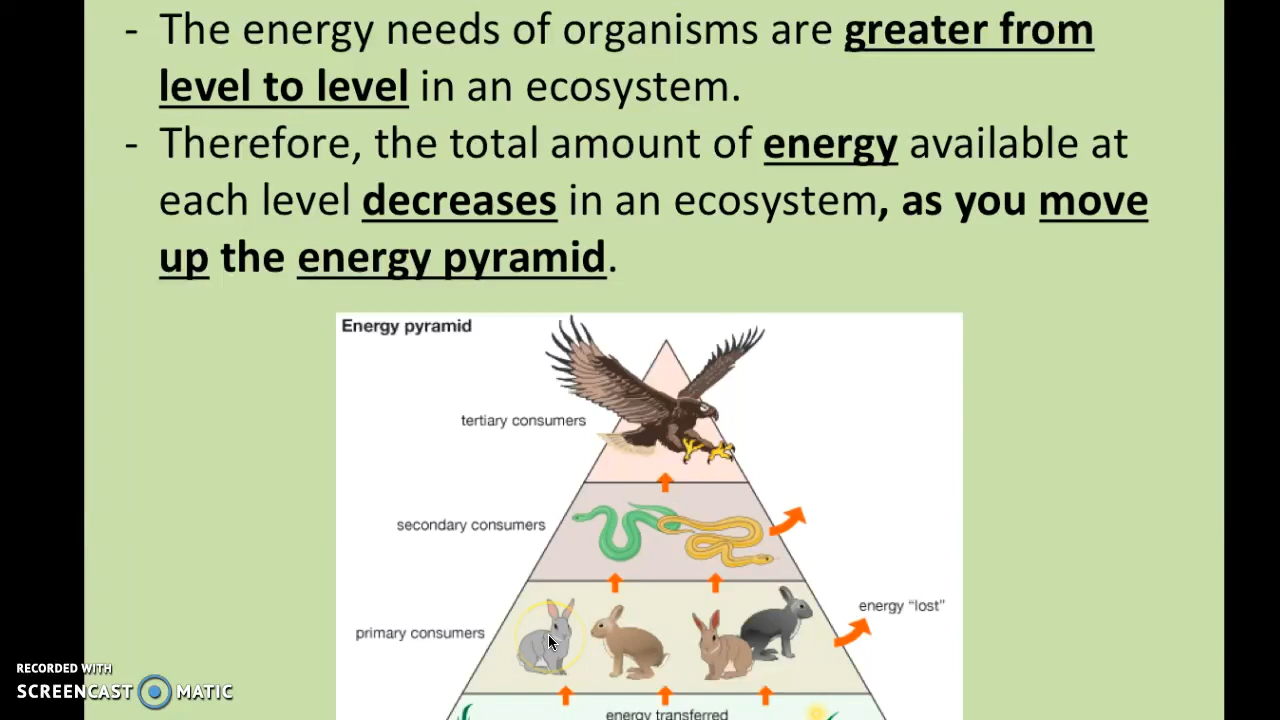 - The energy needs of organisms are greater from
level to level in an ecosystem.
- Therefore, the total amount of energy available at
each level decreases in an ecosystem, as you move
up the energy pyramid.
Energy pyramid
tertiary consumers
secondary consumers
energy “lost”
primary consumers
energy transferred
RECORDED WITH
SCREENCAST MATIC